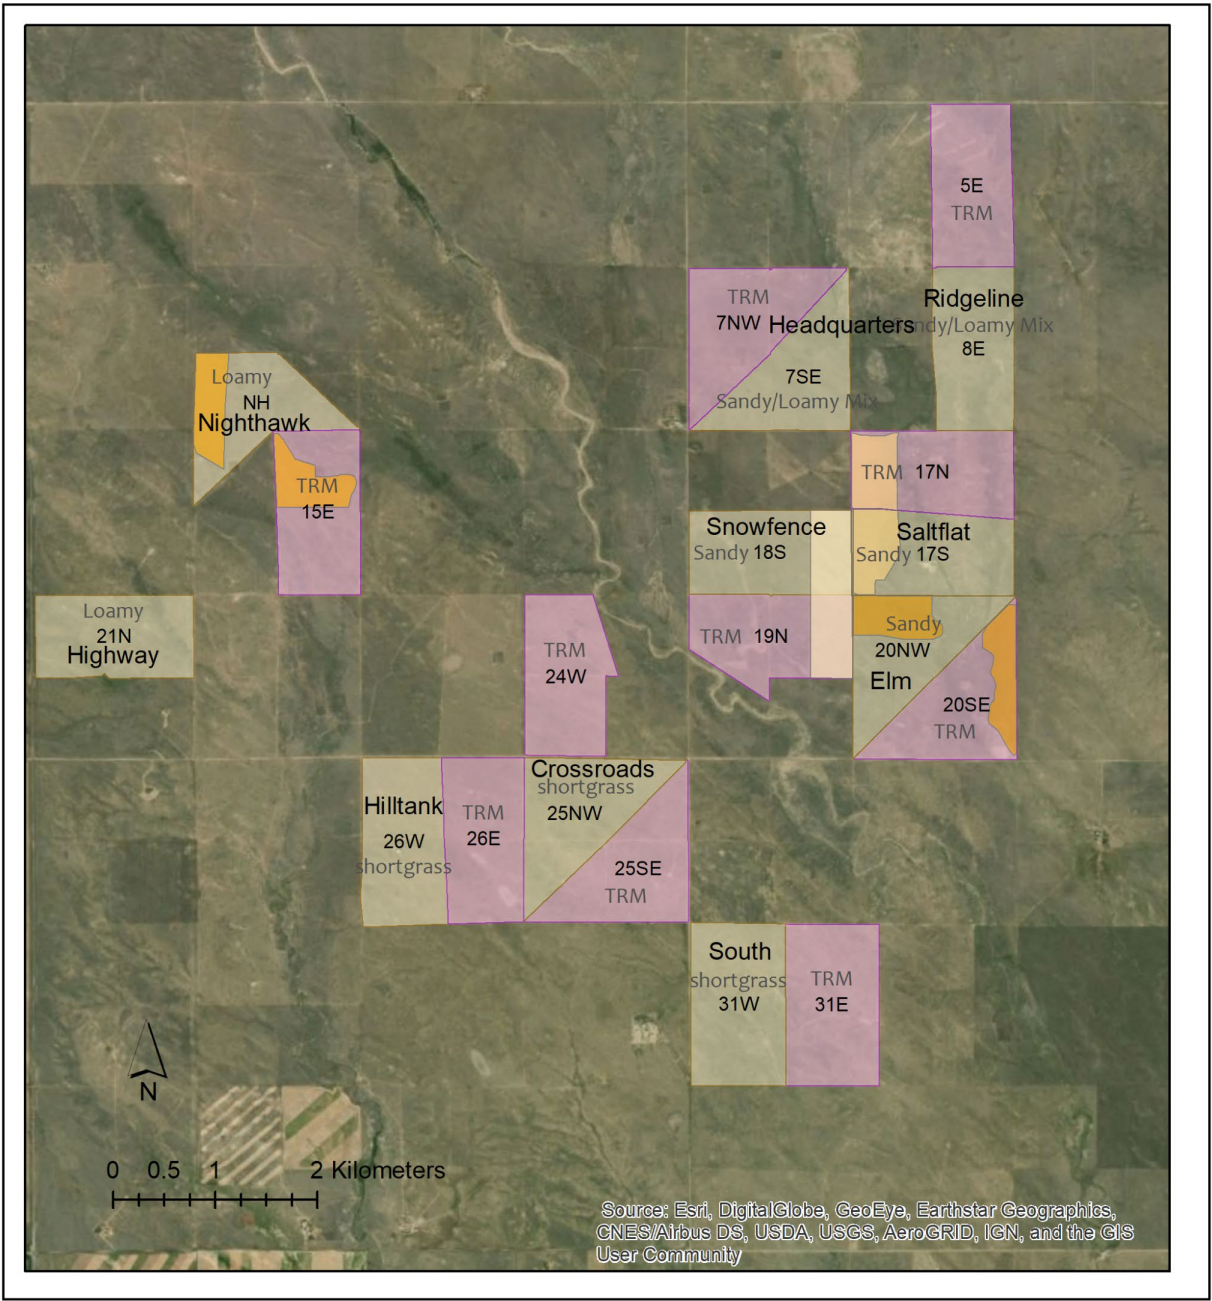 5E
TRM
Ridgeline
Sandy/Loamy Mix
8E
TRM
7NW
Headquarters
7SE
Sandy/Loamy Mix
Loamy
NH
Nighthawk
TRM
15E
TRM 17N
Snowfence
Sandy 18S
Saltflat
Sandy 17S
Loamy
21N
Highway
TRM
24W
TRM 19N
Sandy
20NW
Elm
20SE
TRM
Hilltank
26W
shortgrass
TRM
26E
Crossroads
shortgrass
25NW
25SE
TRM
South
shortgrass
31W
TRM
31E
N
0 0.5 1 2 Kilometers
Source: Esri, DigitalGlobe, GeoEye, Earthstar Geographics,
CNES/Airbus DS, USDA, USGS, AeroGRID, IGN, and the GIS
User Community